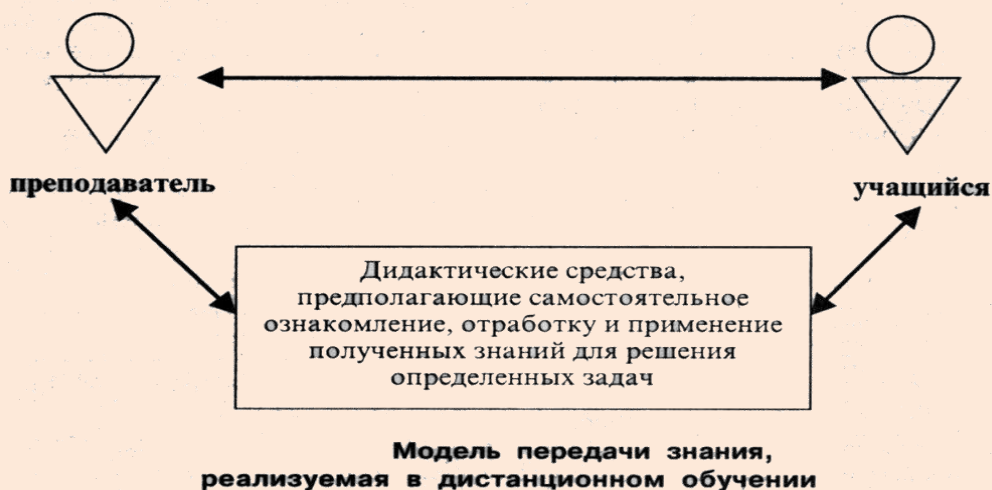 преподаватель
учащийся
Дидактические средства,
предполагающие самостоятельное
ознакомление, отработку и применение
полученных знаний для решения
определенных задач
Модель передачи знания,
реализуемая в дистанционном обучении